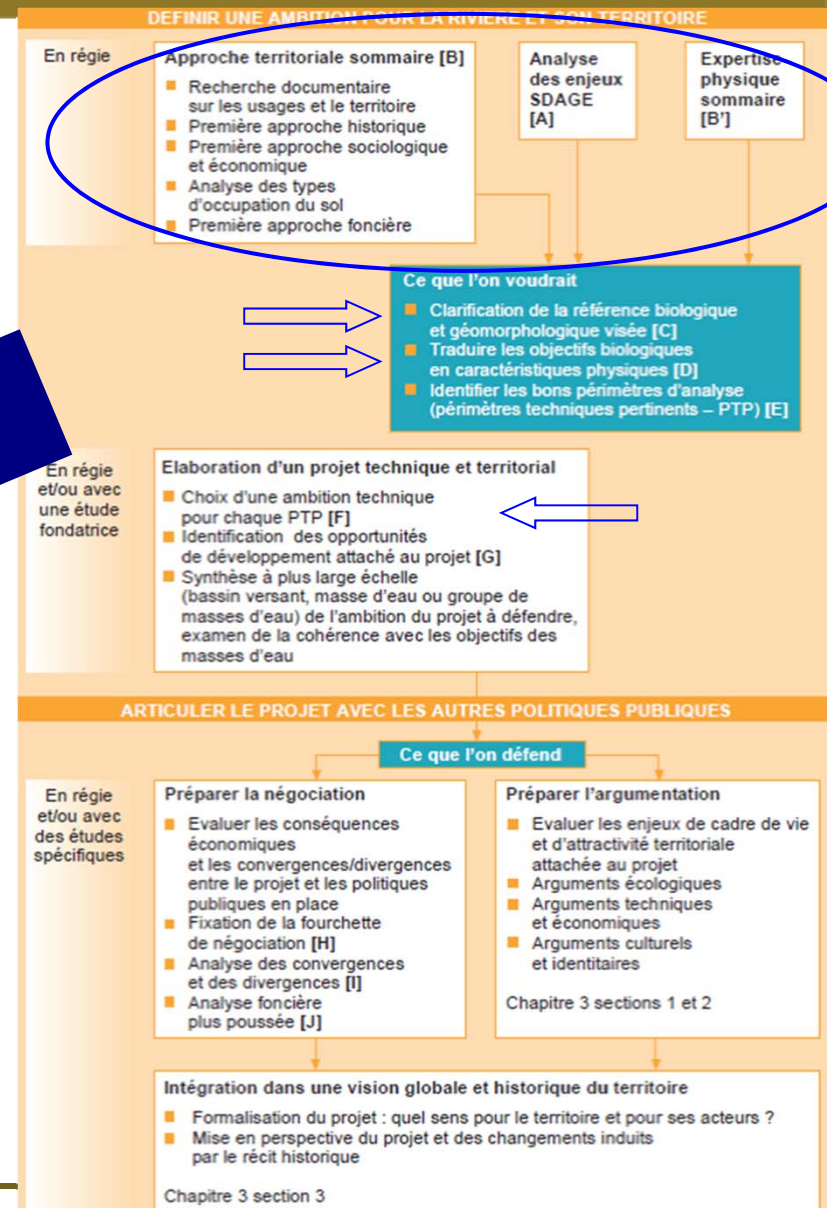 DEFINIR UNE AMBITION POUR LA RIVIERE ET SON TERRITOIRE
En régie
Approche territoriale sommaire [B]
Recherche documentaire
sur les usages et le territoire
Première approche historique
Première approche sociologique
et économique
Analyse des types
d'occupation du sol
Première approche foncière
Analyse
des enjeux
SDAGE
[A]
Expertise
physique
sommaire
[B']
Ce que l'on voudrait
Clarification de la référence biologique
et géomorphologique visée [C]
Traduire les objectifs biologiques
en caractéristiques physiques [D]
Identifier les bons périmètres d'analyse
(périmètres techniques pertinents – PTP) [E]
En régie
et/ou avec
une étude
fondatrice
Elaboration d'un projet technique et territorial
Choix d'une ambition technique
pour chaque PTP [F]
Identification des opportunités
de développement attaché au projet [G]
Synthèse à plus large échelle
(bassin versant, masse d'eau ou groupe de
masses d'eau) de l'ambition du projet à défendre,
examen de la cohérence avec les objectifs des
masses d'eau
ARTICULER LE PROJET AVEC LES AUTRES POLITIQUES PUBLIQUES
Ce que l'on défend
En régie
et/ou avec
des études
spécifiques
Préparer la négociation
Evaluer les conséquences
économiques
et les convergences/divergences
entre le projet et les politiques
publiques en place
Fixation de la fourchette
de négociation [H]
Analyse des convergences
et des divergences [I]
Analyse foncière
plus poussée [J]
Préparer l'argumentation
Evaluer les enjeux de cadre de vie
et d'attractivité territoriale
attachée au projet
Arguments écologiques
Arguments techniques
et économiques
Arguments culturels
et identitaires
Chapitre 3 sections 1 et 2
Intégration dans une vision globale et historique du territoire
Formalisation du projet : quel sens pour le territoire et pour ses acteurs ?
Mise en perspective du projet et des changements induits
par le récit historique
Chapitre 3 section 3